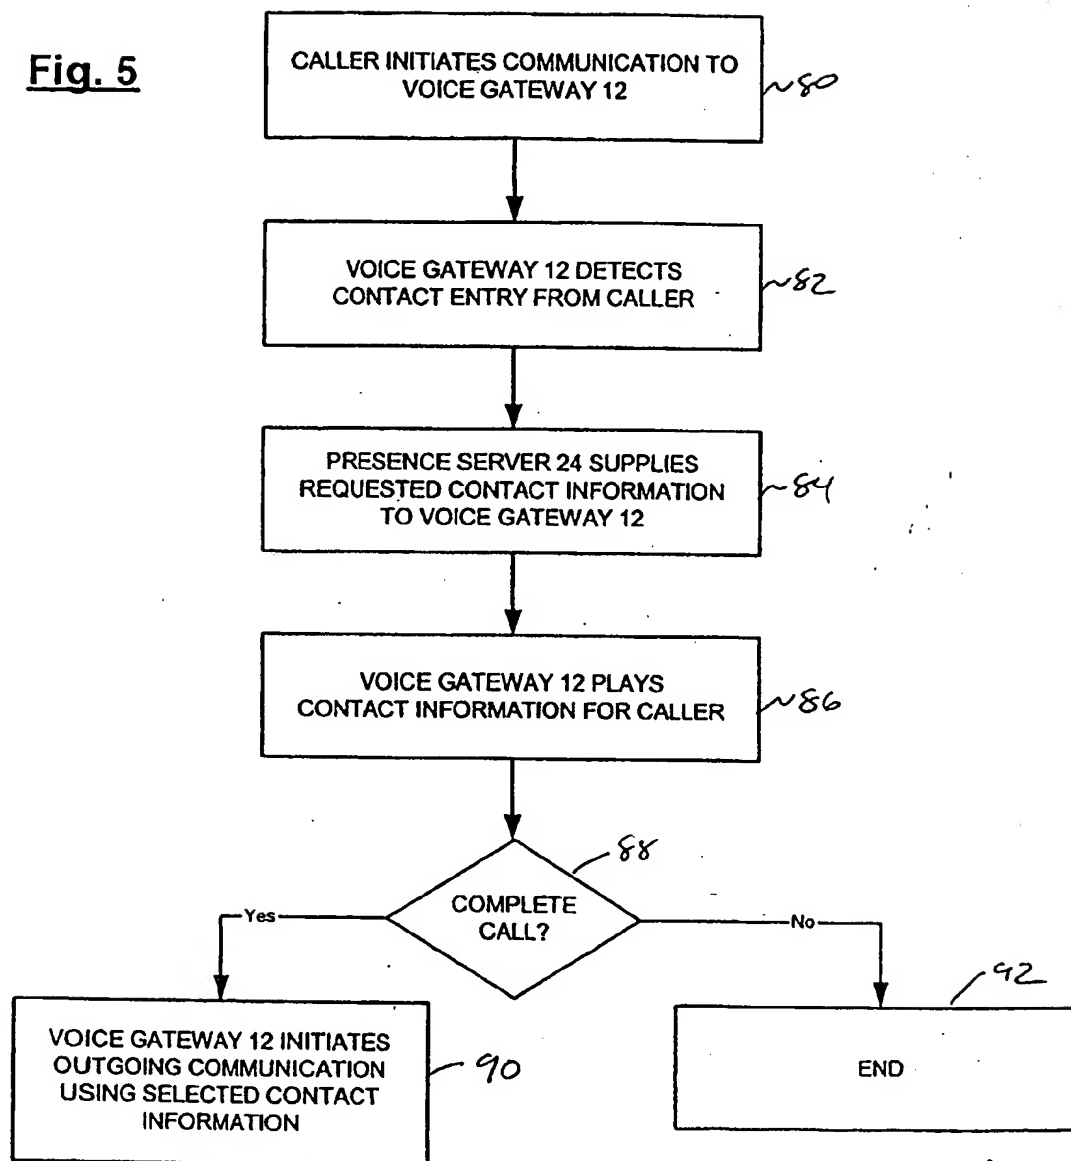 Fig. 5
CALLER INITIATES COMMUNICATION TO
VOICE GATEWAY 12
80
VOICE GATEWAY 12 DETECTS
CONTACT ENTRY FROM CALLER
82
PRESENCE SERVER 24 SUPPLIES
REQUESTED CONTACT INFORMATION
TO VOICE GATEWAY 12
84
VOICE GATEWAY 12 PLAYS
CONTACT INFORMATION FOR CALLER
86
COMPLETE
CALL?
88
Yes
No
VOICE GATEWAY 12 INITIATES
OUTGOING COMMUNICATION
USING SELECTED CONTACT
INFORMATION
90
END
92